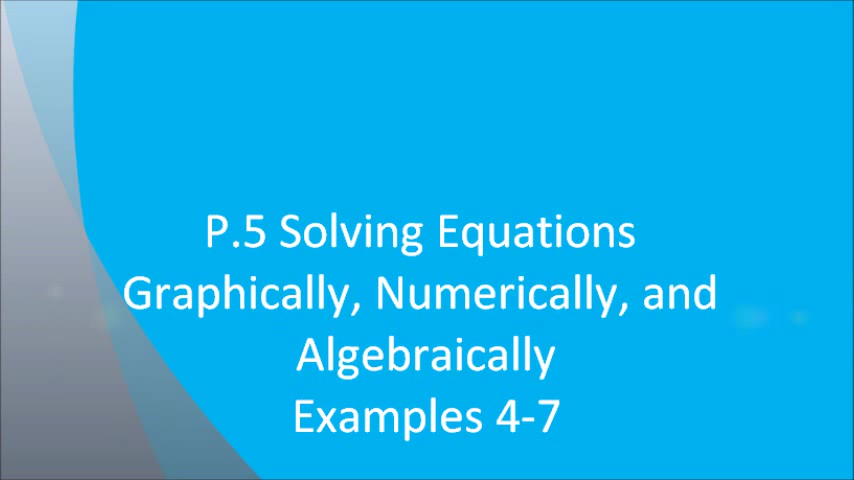 P.5 Solving Equations
Graphically, Numerically, and
Algebraically
Examples 4-7